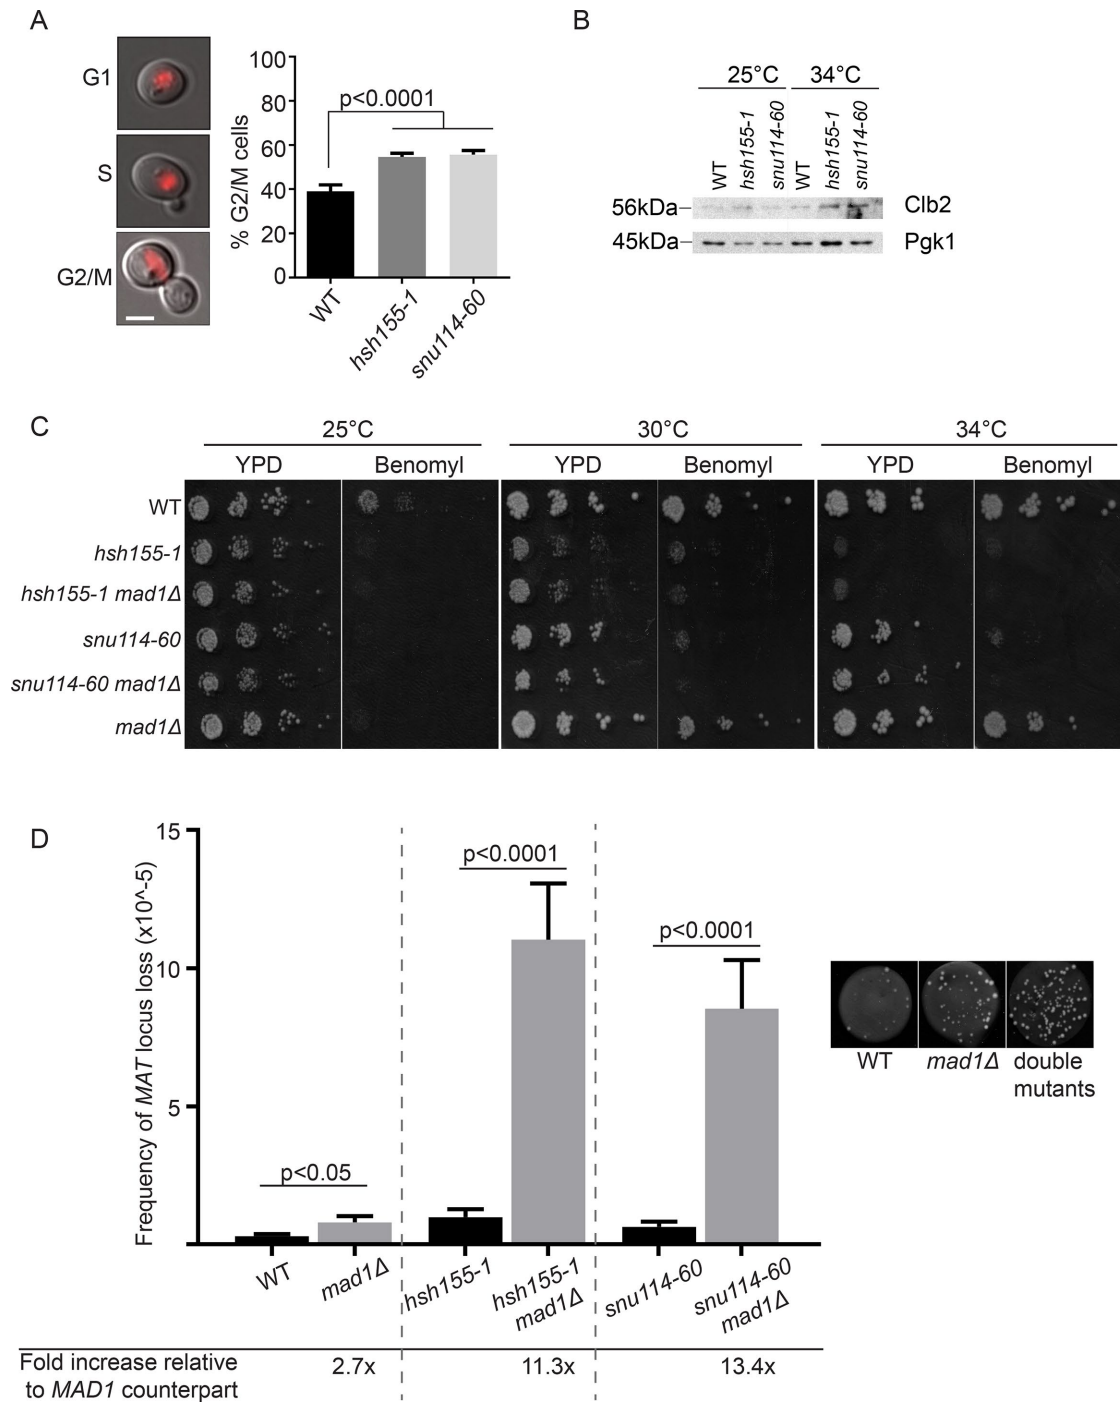 A
G1
S
G2/M
% G2/M cells
100
80
60
40
20
0
p<0.0001
WT
hsh155-1
snu114-60
B
25°C 34°C
WT hsh155-1 snu114-60 WT hsh155-1 snu114-60
56kDa Clb2
45kDa Pgk1
C
25°C 30°C 34°C
YPD Benomyl YPD Benomyl YPD Benomyl
WT
hsh155-1
hsh155-1 mad1Δ
snu114-60
snu114-60 mad1Δ
mad1Δ
D
Frequency of MAT locus loss (x10^-5)
15
10
5
p<0.05
p<0.0001
p<0.0001
WT
mad1Δ
hsh155-1
hsh155-1
mad1Δ
snu114-60
snu114-60
mad1Δ
WT mad1Δ double
mutants
Fold increase relative
to MAD1 counterpart
2.7x 11.3x 13.4x